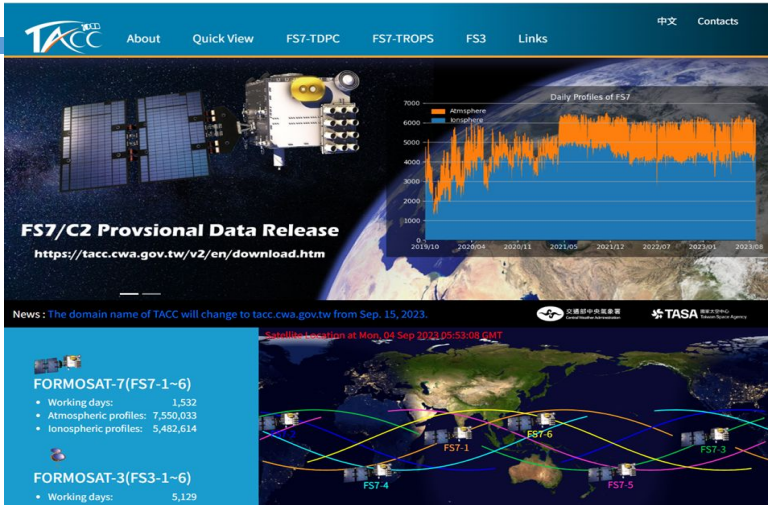 TACC
中文 Contacts
About Quick View FS7-TDPC FS7-TROPS FS3 Links
Daily Profiles of FS7
Atmsphere
Ionsphere
7000
6000
5000
4000
3000
2000
1000
0
2019/10 2020/04 2020/11 2021/05 2021/12 2022/07 2023/01 2023/08
FS7/C2 Provsional Data Release
https://tacc.cwa.gov.tw/v2/en/download.htm
News : The domain name of TACC will change to tacc.cwa.gov.tw from Sep. 15, 2023.
交通部中央氣象署
Central Weather Administration
TASA 國家太空中心
Taiwan Space Agency
Satellite Location at Mon, 04 Sep 2023 05:53:08 GMT
FORMOSAT-7(FS7-1~6)
Working days: 1,532
Atmospheric profiles: 7,550,033
Ionospheric profiles: 5,482,614
FORMOSAT-3(FS3-1~6)
Working days: 5,129
FS7-6
FS7-1
FS7-3
FS7-4
FS7-5